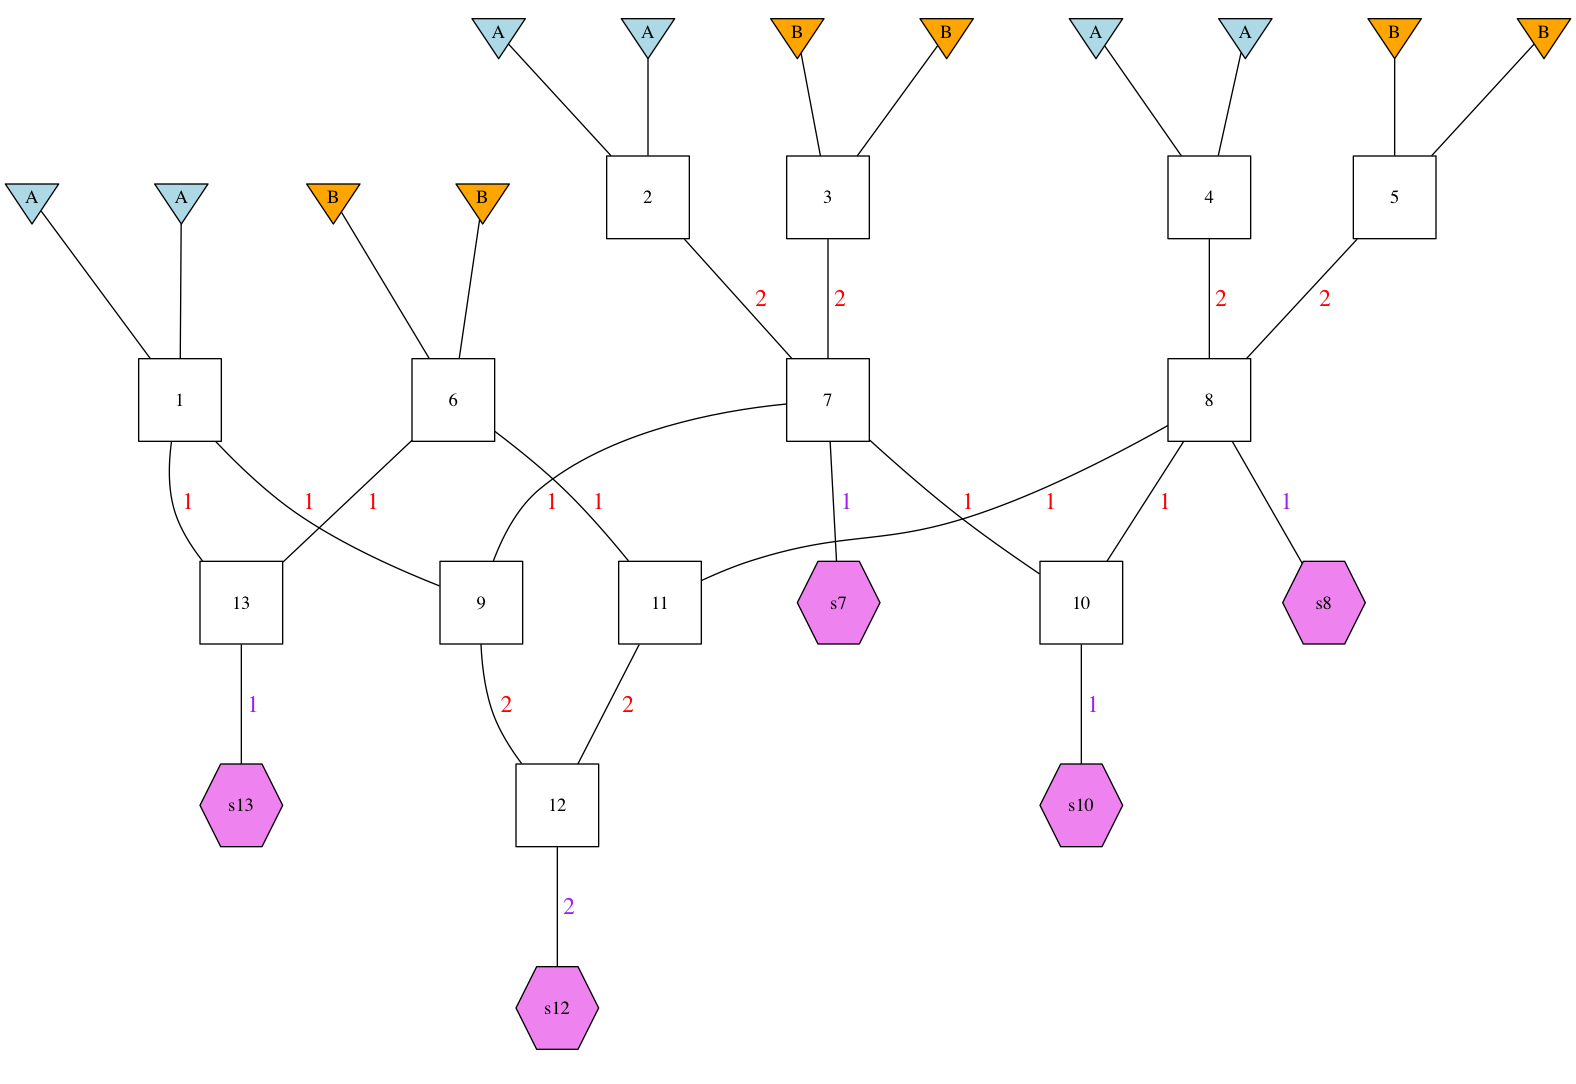 A A B B A A B B
2 3 4 5
A A B B
2 2 2 2
1 6 7 8
1 1 1 1 1 1 1 1 1 1
13 9 11 s7 10 s8
1 2 2 1
s13 12 s10
2
s12